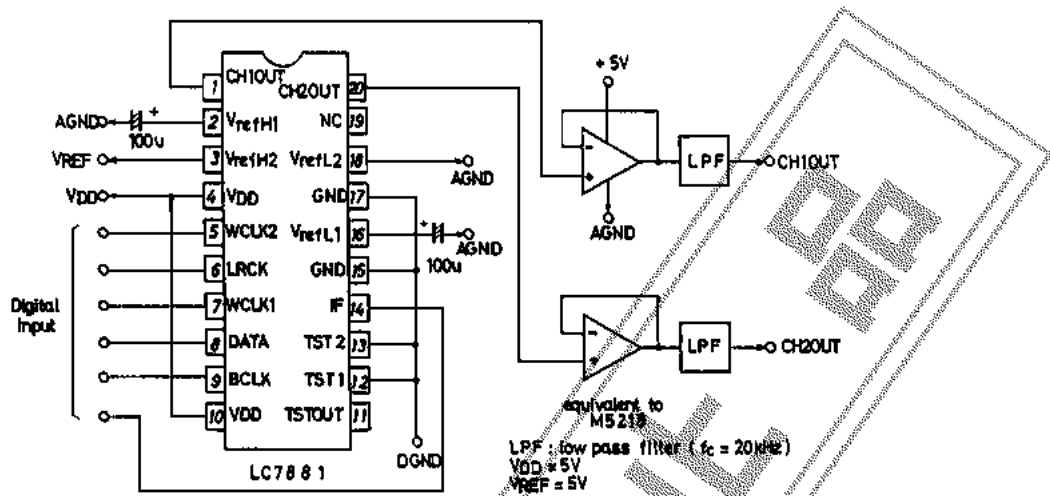 +5V
1 CH1OUT
CH2OUT 20
AGND + 100u
2 VrefH1
NC 19
VREF
3 VrefH2
VrefL2 18
AGND
VDD
4 VDD
GND 17
5 WCLK2
VrefL1 16
+ 100u
AGND
6 LRCK
GND 15
Digital
Input
7 WCLK1
IF 14
8 DATA
TST2 13
9 BCLK
TST1 12
10 VDD
TSTOUT 11
LC7881
DGND
-
+
LPF
CH1OUT
AGND
-
+
LPF
CH2OUT
equivalent to
M5218
LPF : low pass filter ( fc = 20kHz )
VDD = 5V
VREF = 5V